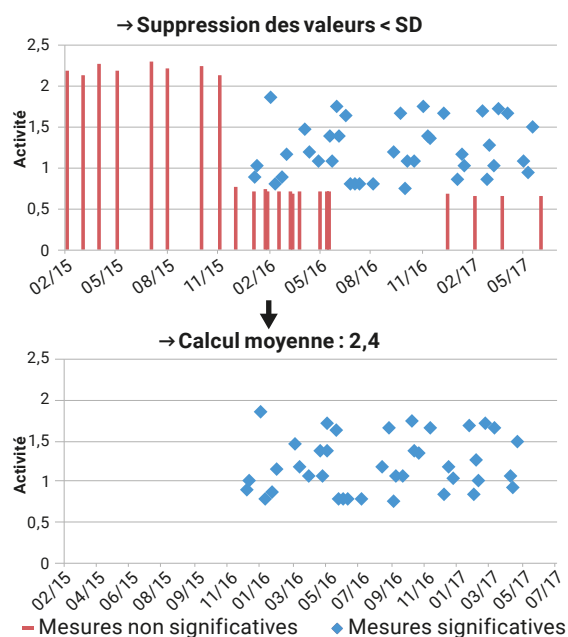 → Suppression des valeurs < SD
Activité
2,5
2
1,5
1
0,5
0
02/15 05/15 08/15 11/15 02/16 05/16 08/16 11/16 02/17 05/17
→ Calcul moyenne : 2,4
Activité
2,5
2
1,5
1
0,5
0
02/15 04/15 06/15 05/15 09/15 11/16 01/16 03/16 05/16 07/16 09/16 11/16 01/17 03/17 05/17 07/17
Mesures non significatives Mesures significatives